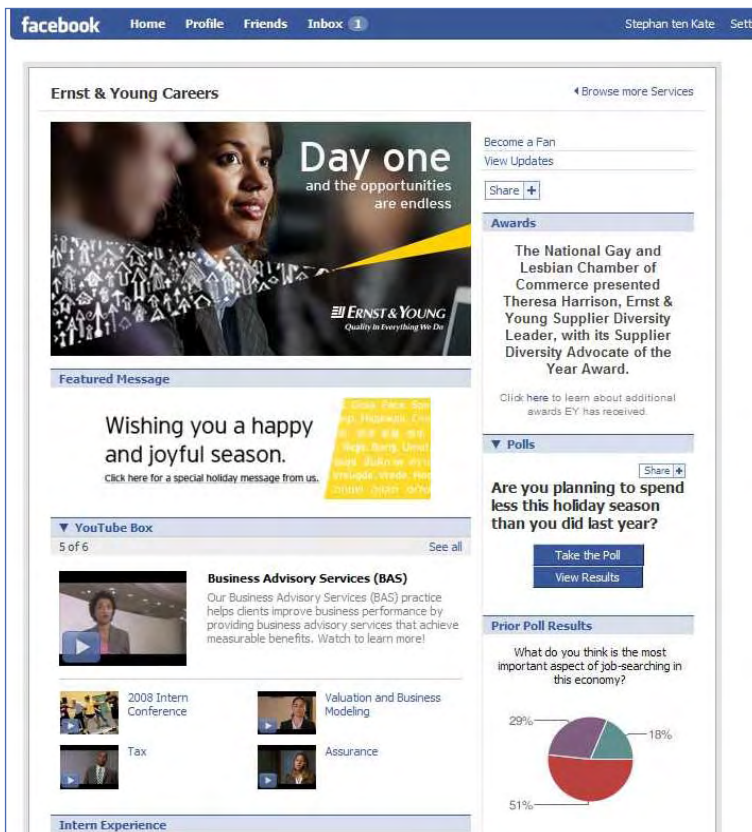 facebook Home Profile Friends Inbox 1 Stephan ten Kate Sett
Ernst & Young Careers
Browse more Services
Day one
and the opportunities
are endless
ERNST & YOUNG
Quality In Everything We Do
Become a Fan
View Updates
Share +
Awards
The National Gay and
Lesbian Chamber of
Commerce presented
Theresa Harrison, Ernst &
Young Supplier Diversity
Leader, with its Supplier
Diversity Advocate of the
Year Award.
Click here to learn about additional
awards EY has received.
Featured Message
Wishing you a happy
and joyful season.
Click here for a special holiday message from us.
▼ Polls
Share +
Are you planning to spend
less this holiday season
than you did last year?
Take the Poll
View Results
▼ YouTube Box
5 of 6 See all
Business Advisory Services (BAS)
Our Business Advisory Services (BAS) practice
helps clients improve business performance by
providing business advisory services that achieve
measurable benefits. Watch to learn more!
2008 Intern
Conference
Valuation and Business
Modeling
Tax
Assurance
Prior Poll Results
What do you think is the most
important aspect of job-searching in
this economy?
29%
18%
51%
Intern Experience